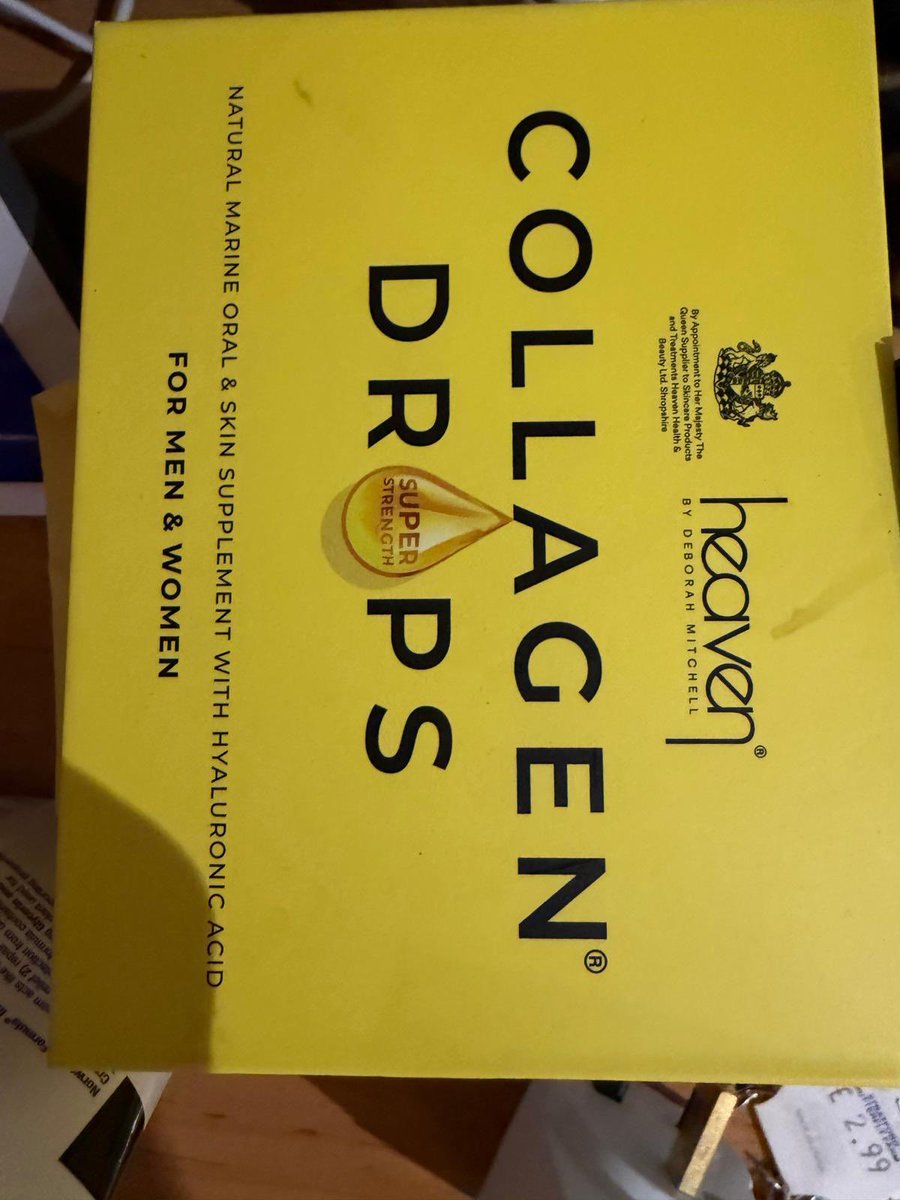 By Appointment to Her Majesty The
Queen Supplier to Skincare Products
and Treatments Heaven Health &
Beauty Ltd. Shropshire
heaven®
BY DEBORAH MITCHELL
COLLAGEN®
DROPS
SUPER
STRENGTH
NATURAL MARINE ORAL & SKIN SUPPLEMENT WITH HYALURONIC ACID
FOR MEN & WOMEN
£ 2.99